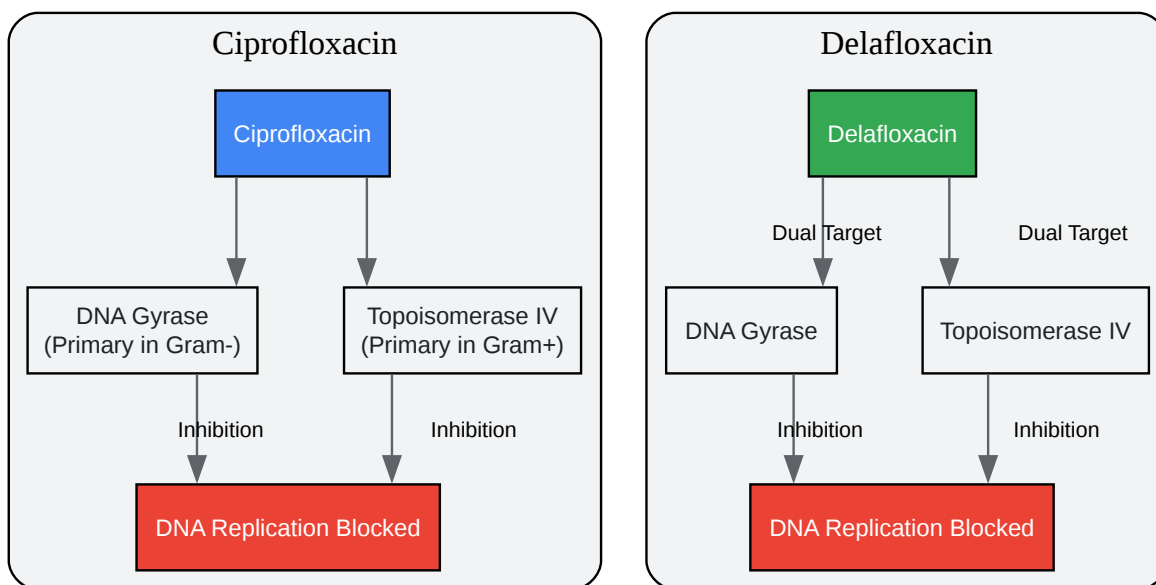 Ciprofloxacin
Ciprofloxacin
DNA Gyrase
(Primary in Gram-)
Topoisomerase IV
(Primary in Gram+)
Inhibition
Inhibition
DNA Replication Blocked
Delafloxacin
Delafloxacin
Dual Target
Dual Target
DNA Gyrase
Topoisomerase IV
Inhibition
Inhibition
DNA Replication Blocked